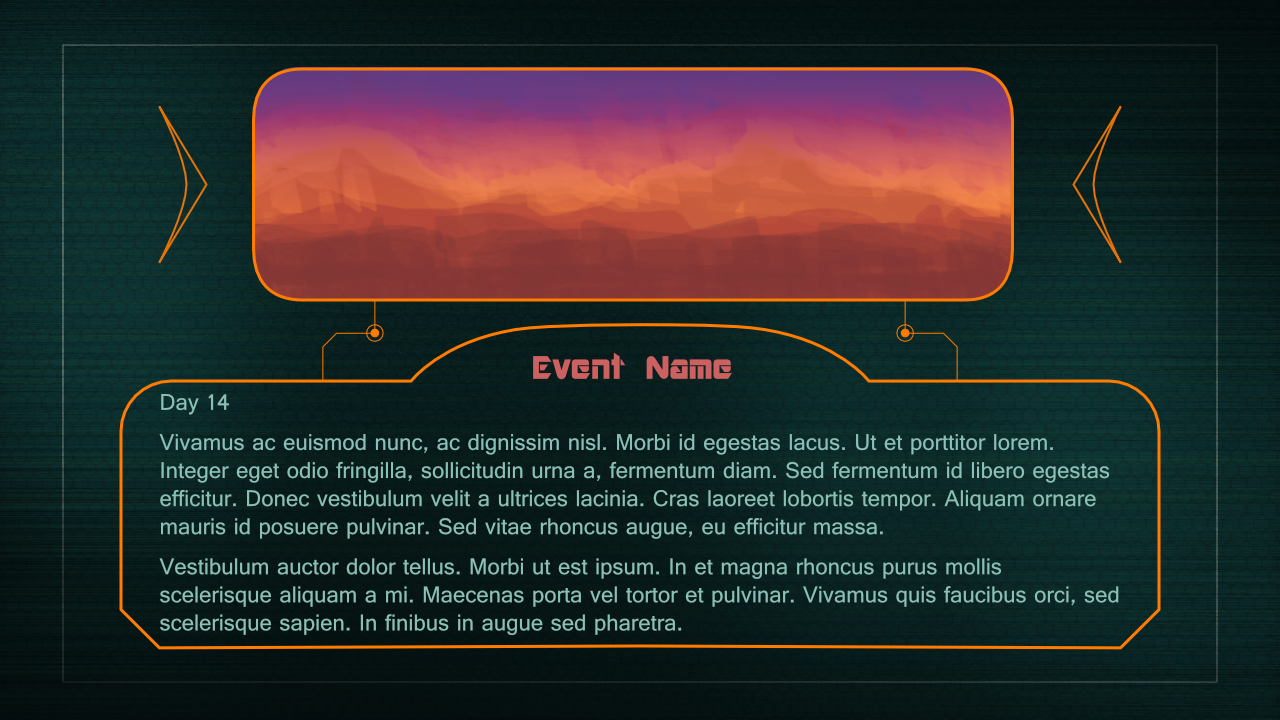 Event Name
Day 14
Vivamus ac euismod nunc, ac dignissim nisl. Morbi id egestas lacus. Ut et porttitor lorem.
Integer eget odio fringilla, sollicitudin urna a, fermentum diam. Sed fermentum id libero egestas
efficitur. Donec vestibulum velit a ultrices lacinia. Cras laoreet lobortis tempor. Aliquam ornare
mauris id posuere pulvinar. Sed vitae rhoncus augue, eu efficitur massa.
Vestibulum auctor dolor tellus. Morbi ut est ipsum. In et magna rhoncus purus mollis
scelerisque aliquam a mi. Maecenas porta vel tortor et pulvinar. Vivamus quis faucibus orci, sed
scelerisque sapien. In finibus in augue sed pharetra.